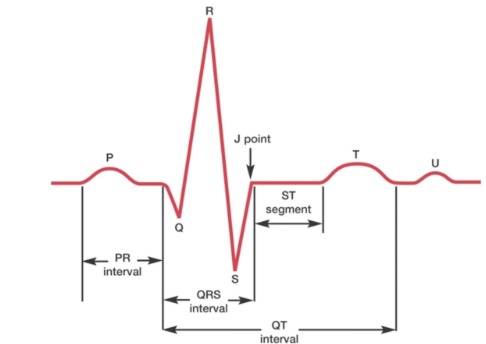 R
J point
P
T
U
ST
segment
Q
PR
interval
S
QRS
interval
QT
interval